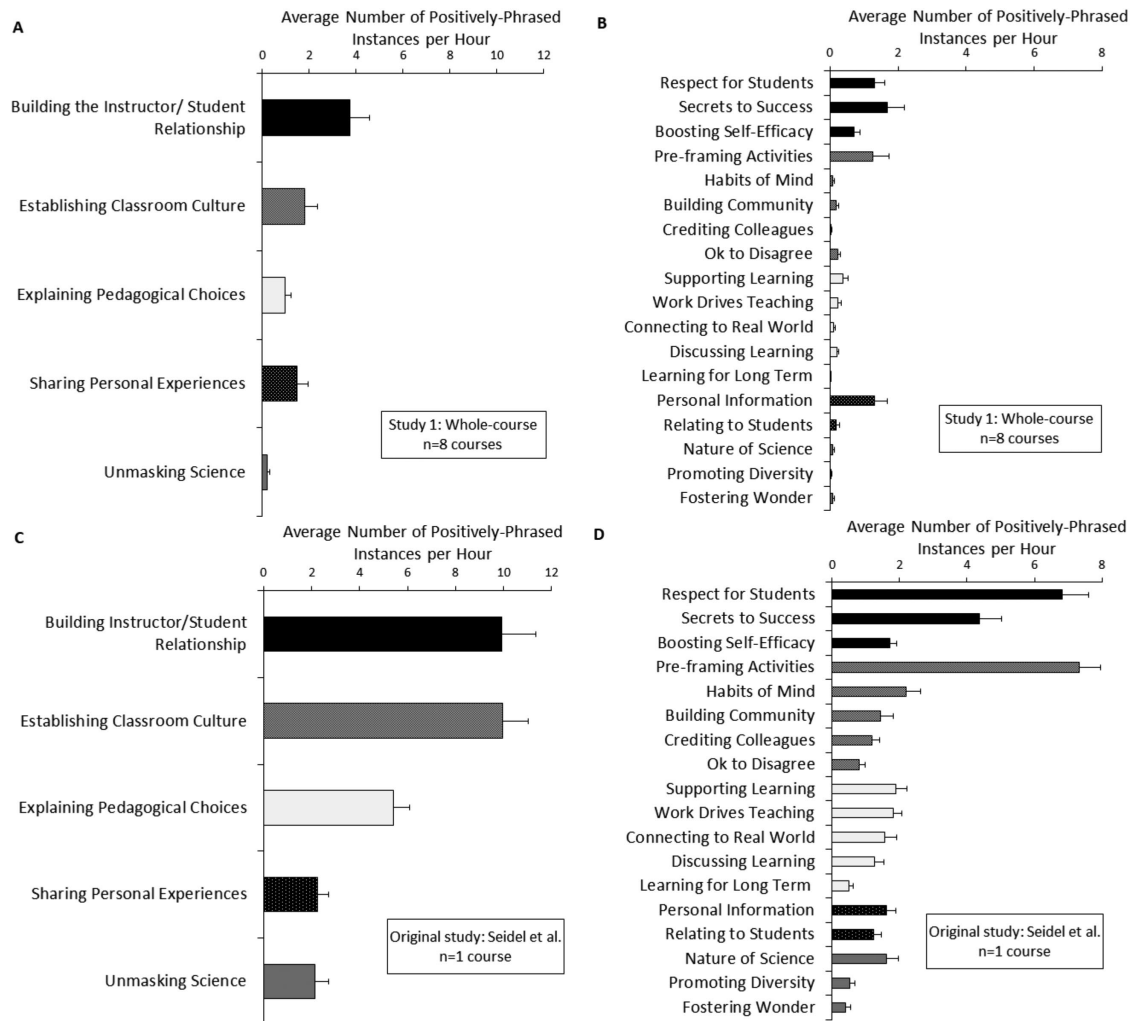 A
Average Number of Positively-Phrased
Instances per Hour
0 2 4 6 8 10 12
Building the Instructor/ Student
Relationship
Establishing Classroom Culture
Explaining Pedagogical Choices
Sharing Personal Experiences
Unmasking Science
Study 1: Whole-course
n=8 courses
B
Average Number of Positively-Phrased
Instances per Hour
0 2 4 6 8
Respect for Students
Secrets to Success
Boosting Self-Efficacy
Pre-framing Activities
Habits of Mind
Building Community
Crediting Colleagues
Ok to Disagree
Supporting Learning
Work Drives Teaching
Connecting to Real World
Discussing Learning
Learning for Long Term
Personal Information
Relating to Students
Nature of Science
Promoting Diversity
Fostering Wonder
Study 1: Whole-course
n=8 courses
C
Average Number of Positively-Phrased
Instances per Hour
0 2 4 6 8 10 12
Building Instructor/Student
Relationship
Establishing Classroom Culture
Explaining Pedagogical Choices
Sharing Personal Experiences
Unmasking Science
Original study: Seidel et al.
n=1 course
D
Average Number of Positively-Phrased
Instances per Hour
0 2 4 6 8
Respect for Students
Secrets to Success
Boosting Self-Efficacy
Pre-framing Activities
Habits of Mind
Building Community
Crediting Colleagues
Ok to Disagree
Supporting Learning
Work Drives Teaching
Connecting to Real World
Discussing Learning
Learning for Long Term
Personal Information
Relating to Students
Nature of Science
Promoting Diversity
Fostering Wonder
Original study: Seidel et al.
n=1 course